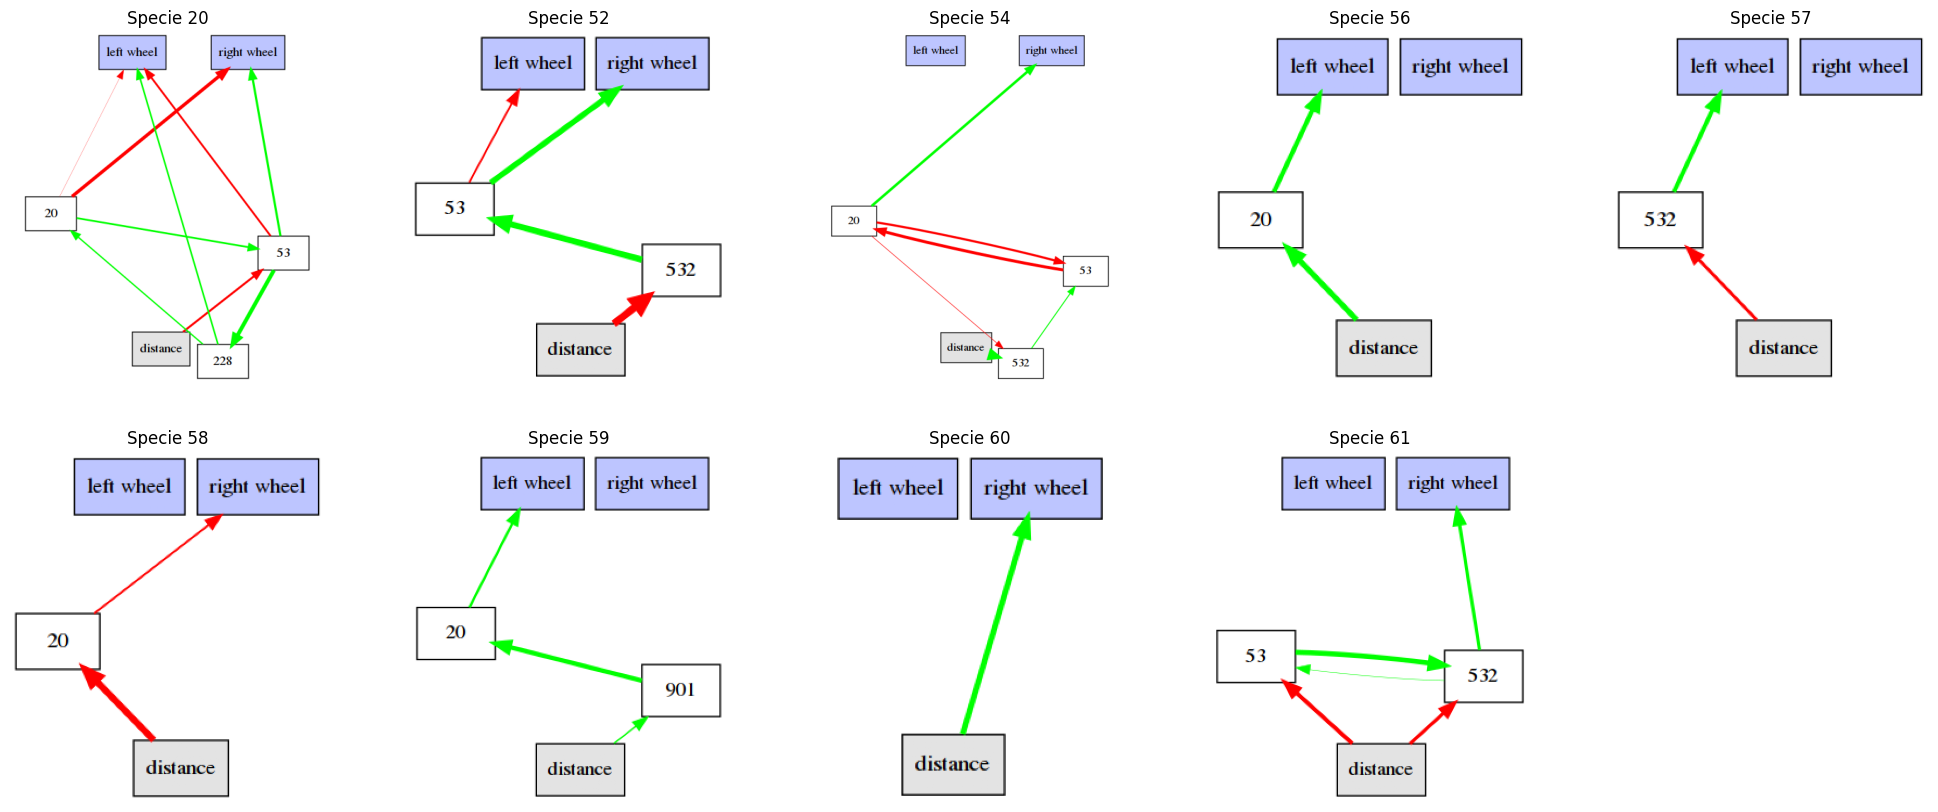 Specie 20
left wheel
right wheel
20
53
distance
228
Specie 52
left wheel
right wheel
53
532
distance
Specie 54
left wheel
right wheel
20
53
distance
532
Specie 56
left wheel
right wheel
20
distance
Specie 57
left wheel
right wheel
532
distance
Specie 58
left wheel
right wheel
20
distance
Specie 59
left wheel
right wheel
20
901
distance
Specie 60
left wheel
right wheel
distance
Specie 61
left wheel
right wheel
53
532
distance